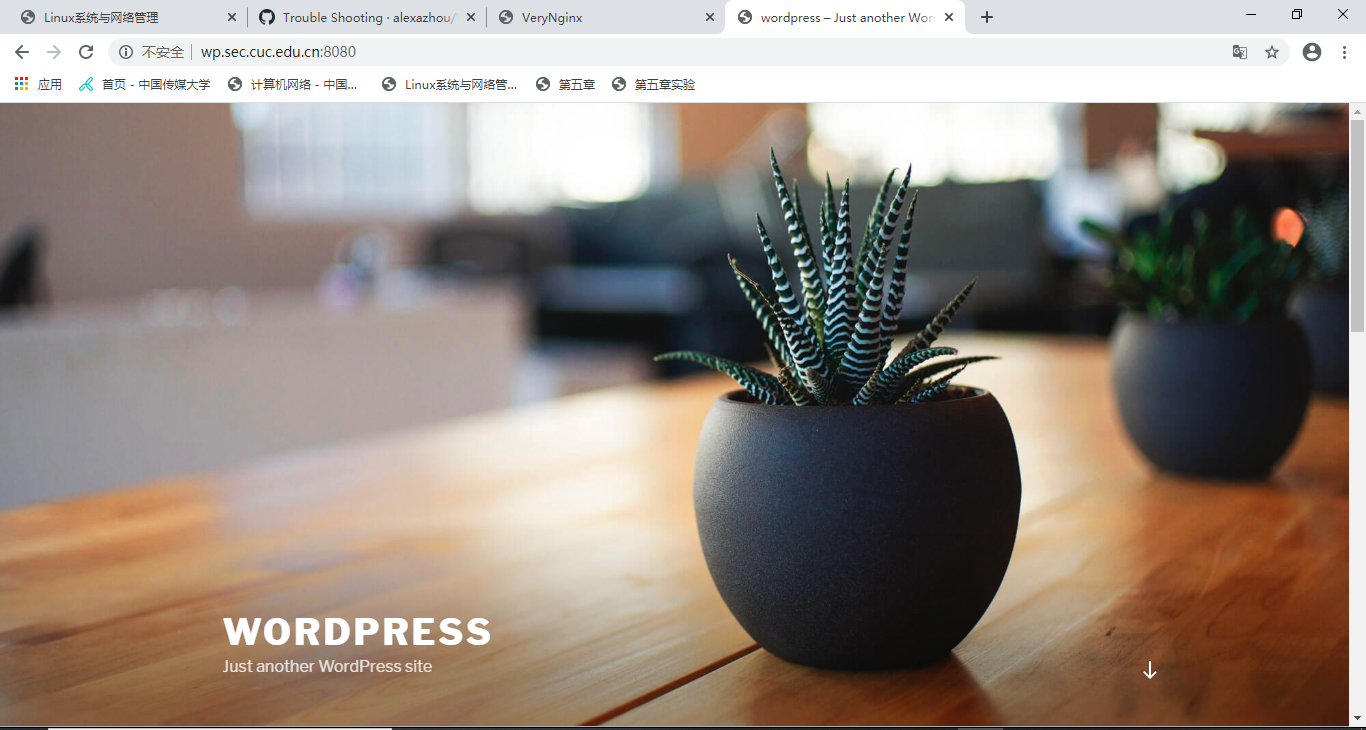 Linux系统与网络管理
Trouble Shooting · alexazhou/
VeryNginx
wordpress – Just another Wor
不安全 wp.sec.cuc.edu.cn:8080
应用
首页 - 中国传媒大学
计算机网络 - 中国...
Linux系统与网络管...
第五章
第五章实验
WORDPRESS
Just another WordPress site